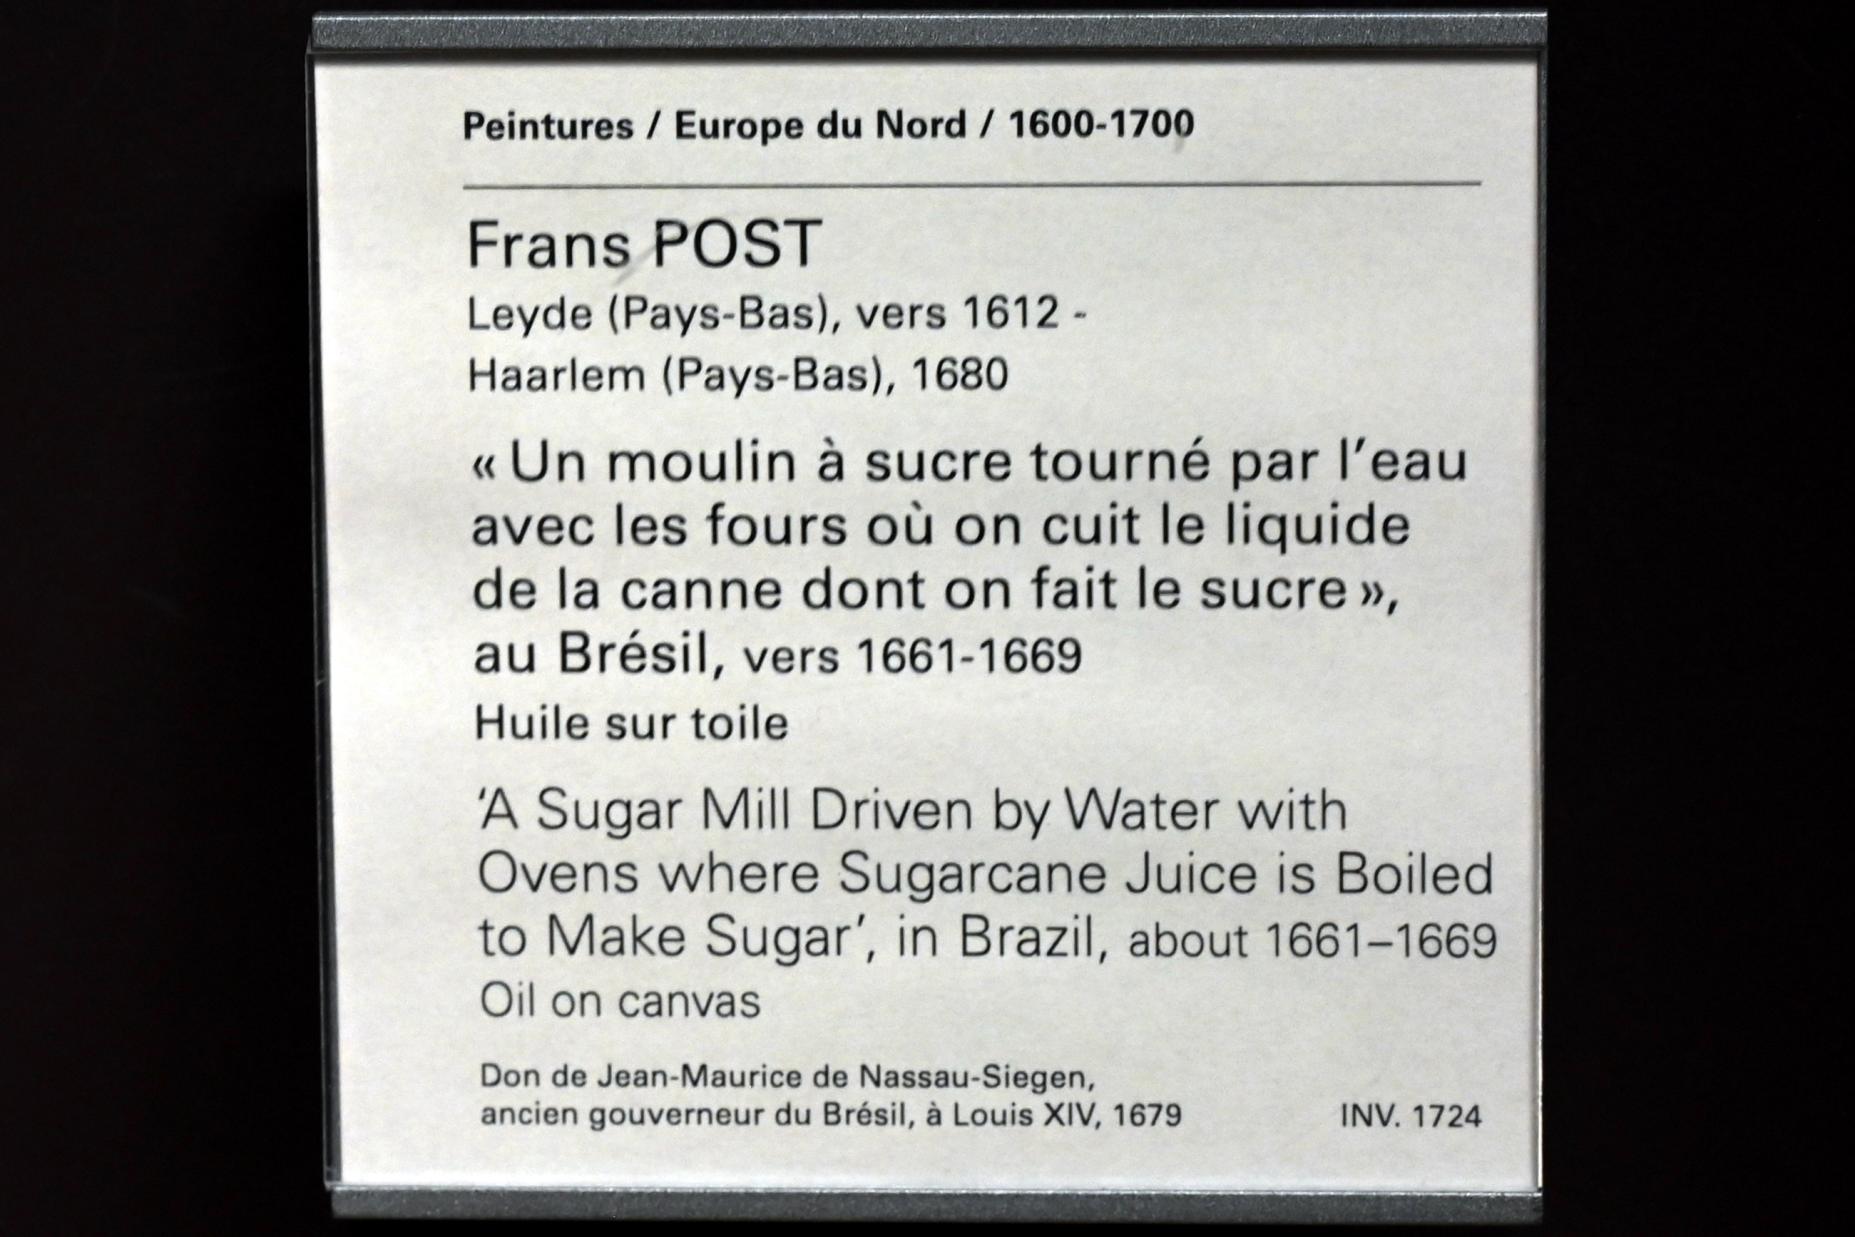 Peintures / Europe du Nord / 1600-1700
Frans POST
Leyde (Pays-Bas), vers 1612 -
Haarlem (Pays-Bas), 1680
« Un moulin à sucre tourné par l’eau
avec les fours où on cuit le liquide
de la canne dont on fait le sucre »,
au Brésil, vers 1661-1669
Huile sur toile
‘A Sugar Mill Driven by Water with
Ovens where Sugarcane Juice is Boiled
to Make Sugar’, in Brazil, about 1661–1669
Oil on canvas
Don de Jean-Maurice de Nassau-Siegen,
ancien gouverneur du Brésil, à Louis XIV, 1679
INV. 1724